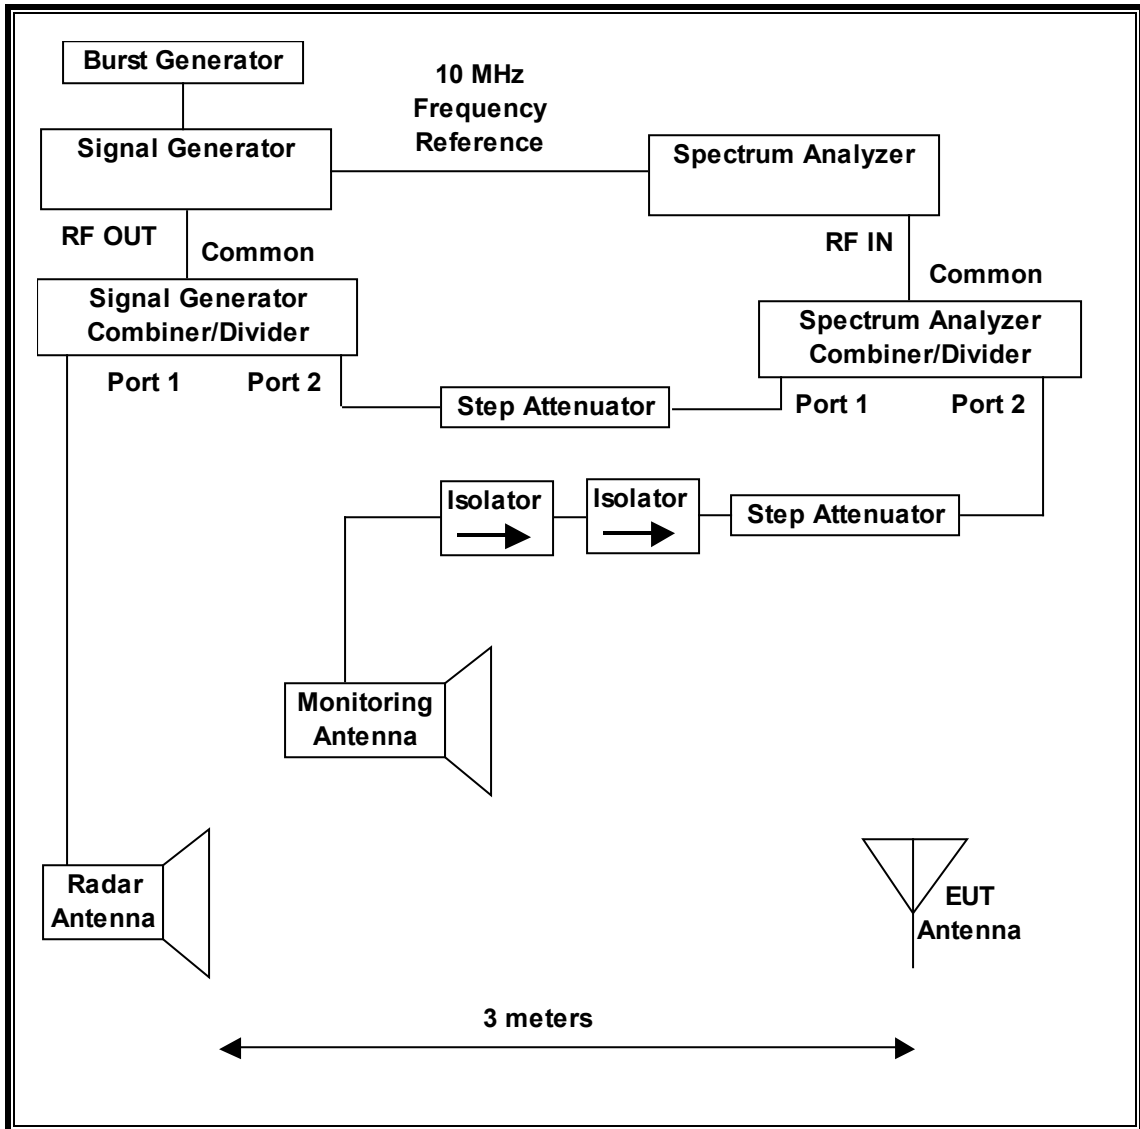 Burst Generator
10 MHz
Frequency
Reference
Signal Generator
Spectrum Analyzer
RF OUT
Common
RF IN
Common
Signal Generator
Combiner/Divider
Spectrum Analyzer
Combiner/Divider
Port 1
Port 2
Step Attenuator
Port 1
Port 2
Isolator
Isolator
Step Attenuator
Monitoring
Antenna
Radar
Antenna
EUT
Antenna
3 meters